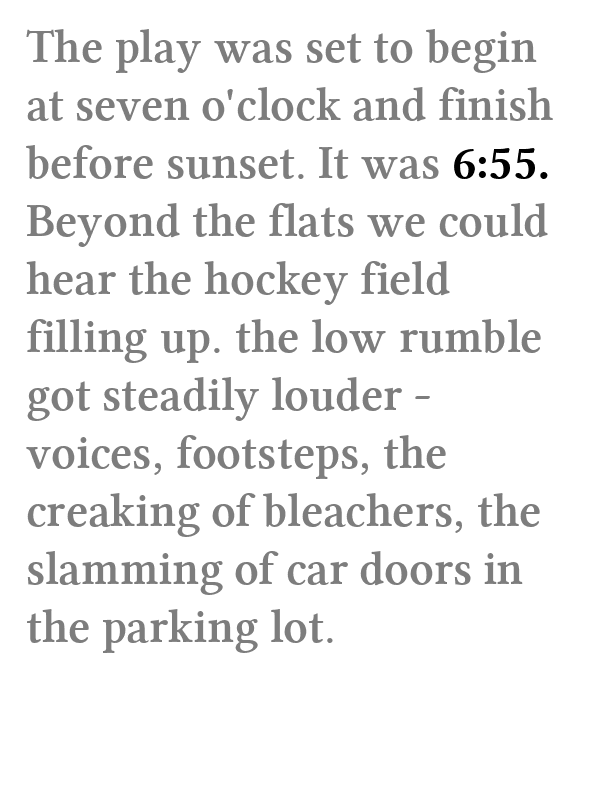 The play was set to begin
at seven o'clock and finish
before sunset. It was 6:55.
Beyond the flats we could
hear the hockey field
filling up. the low rumble
got steadily louder -
voices, footsteps, the
creaking of bleachers, the
slamming of car doors in
the parking lot.